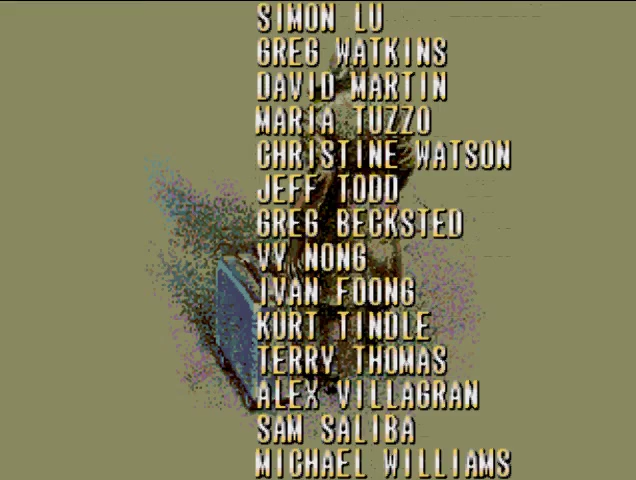 SIMON LU
GREG WATKINS
DAVID MARTIN
MARIA TUZZO
CHRISTINE WATSON
JEFF TODD
GREG BECKSTED
VY NONG
IVAN FOONG
KURT TINDLE
TERRY THOMAS
ALEX VILLAGRAN
SAM SALIBA
MICHAEL WILLIAMS